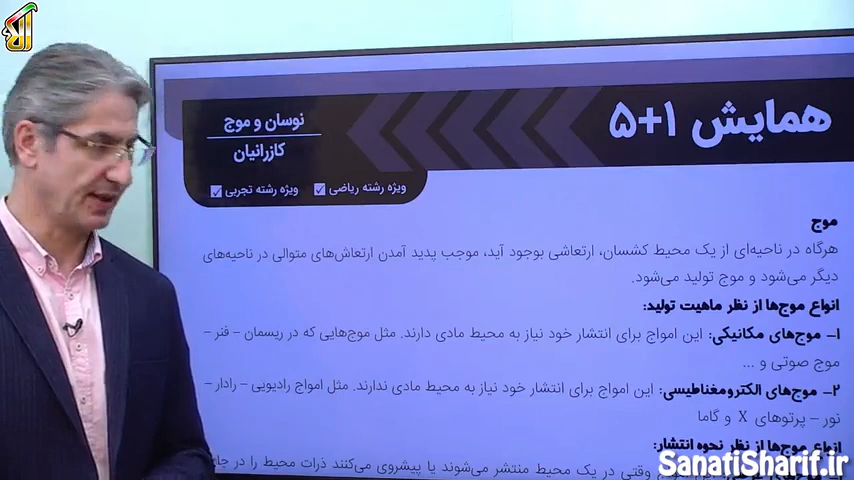 همایش ۱+۵
نوسان و موج
کازرانیان
ویژه رشته ریاضی
ویژه رشته تجربی
موج
هرگاه در ناحیه‌ای از یک محیط کشسان، ارتعاشی بوجود آید، موجب پدید آمدن ارتعاش‌های متوالی در ناحیه‌های
دیگر می‌شود و موج تولید می‌شود.
انواع موج‌ها از نظر ماهیت تولید:
۱- موج‌های مکانیکی: این امواج برای انتشار خود نیاز به محیط مادی دارند. مثل موج‌هایی که در ریسمان – فنر –
موج صوتی و ...
۲- موج‌های الکترومغناطیسی: این امواج برای انتشار خود نیاز به محیط مادی ندارند. مثل امواج رادیویی – رادار –
نور – پرتوهای X و گاما
انواع موج‌ها از نظر نحوه انتشار:
وقتی در یک محیط منتشر می‌شوند یا پیشروی می‌کنند ذرات محیط را در
SanatiSharif.ir